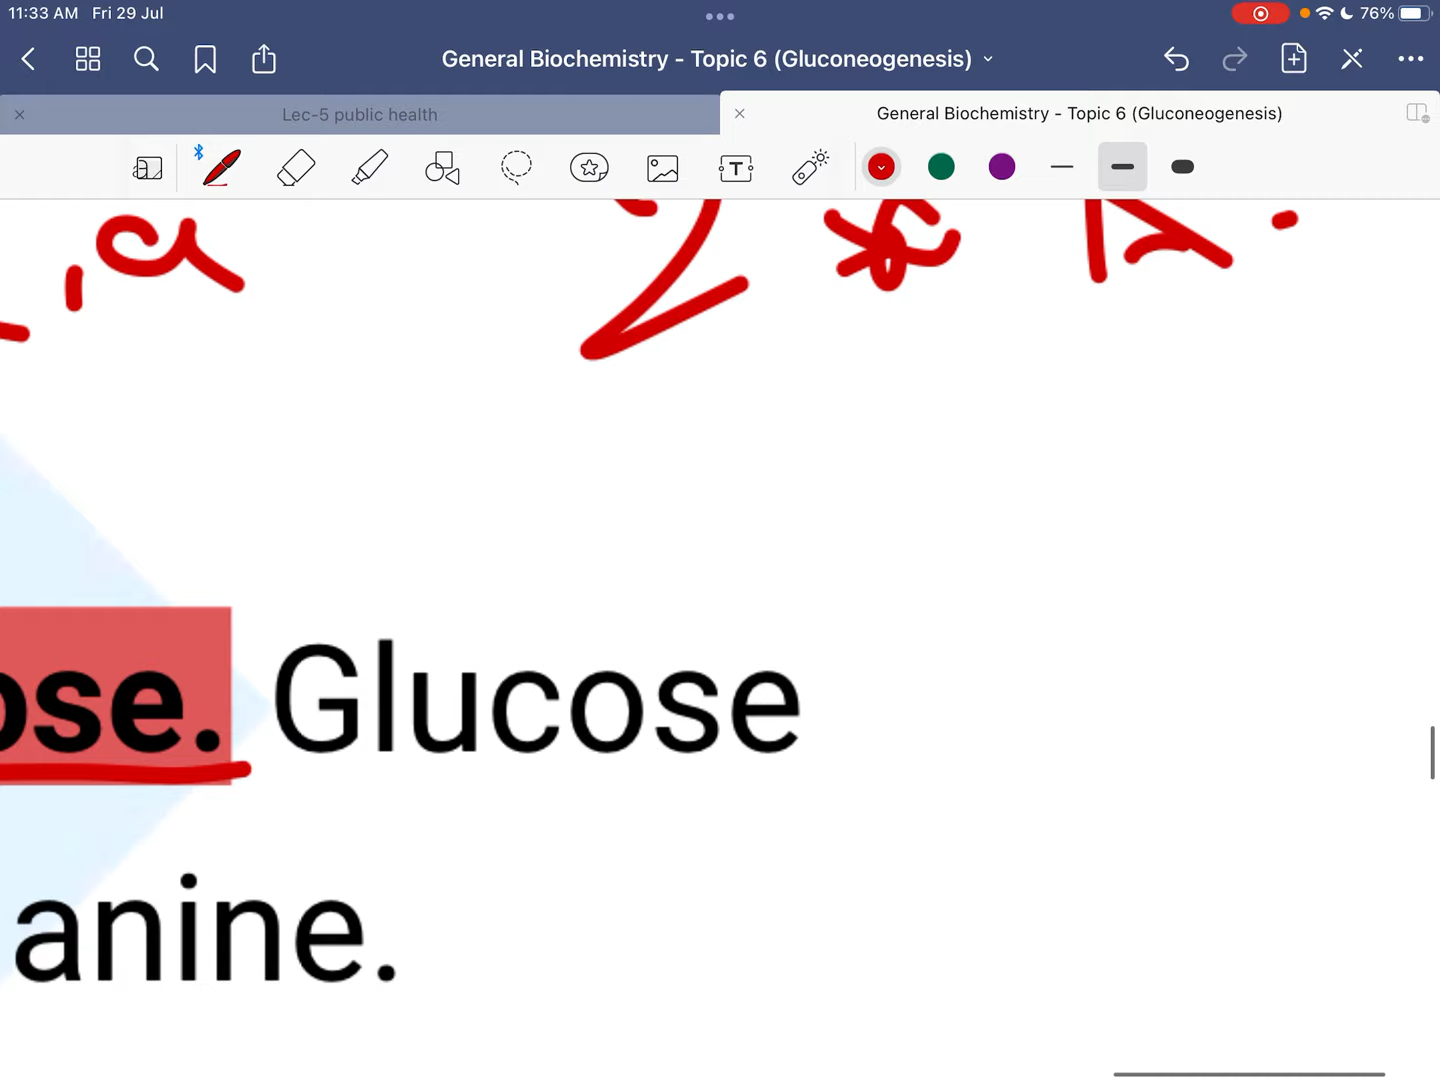 11:33 AM Fri 29 Jul
76%
General Biochemistry - Topic 6 (Gluconeogenesis)
Lec-5 public health
General Biochemistry - Topic 6 (Gluconeogenesis)
ose. Glucose
anine.